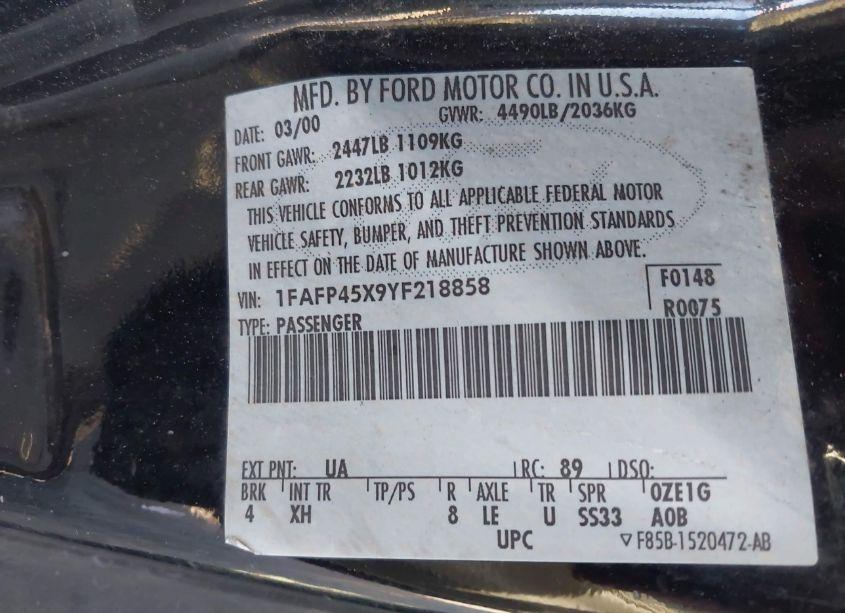 MFD. BY FORD MOTOR CO. IN U.S.A.
DATE: 03/00 GVWR: 4490LB/2036KG
FRONT GAWR: 2447LB 1109KG
REAR GAWR: 2232LB 1012KG
THIS VEHICLE CONFORMS TO ALL APPLICABLE FEDERAL MOTOR
VEHICLE SAFETY, BUMPER, AND THEFT PREVENTION STANDARDS
IN EFFECT ON THE DATE OF MANUFACTURE SHOWN ABOVE.
VIN: 1FAFP45X9YF218858 F0148
TYPE: PASSENGER R0075
EXT PNT: UA RC: 89 DSO:
BRK INT TR TP/PS R AXLE TR SPR 0ZE1G
4 XH 8 LE U SS33 A0B
UPC ▽F85B-1520472-AB